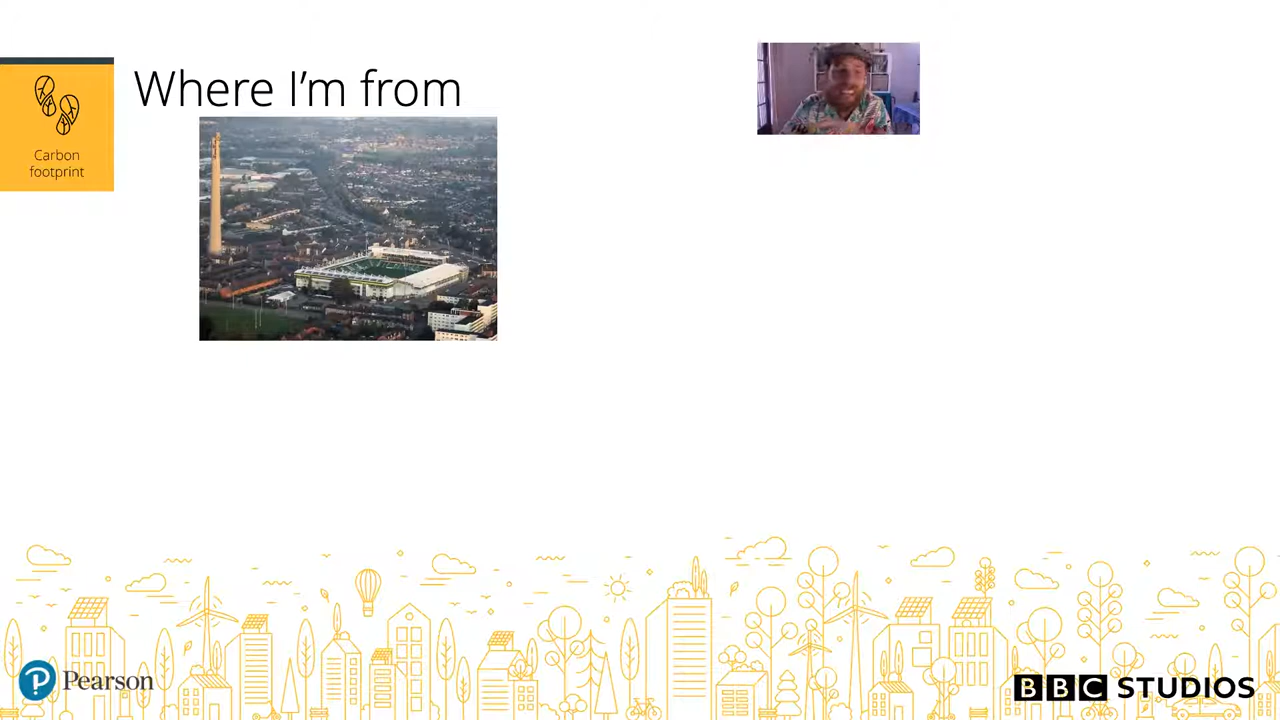 Where I'm from
Carbon
footprint
Pearson
BBC STUDIOS